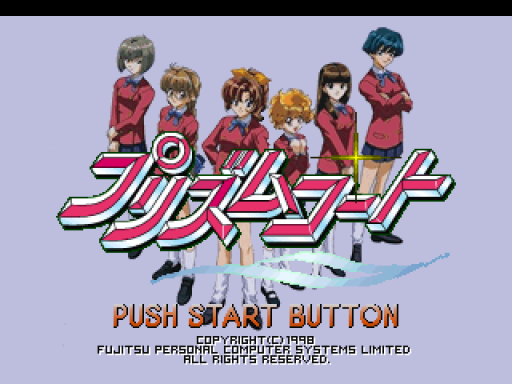 プリズムコート
PUSH START BUTTON
COPYRIGHT(C)1998
FUJITSU PERSONAL COMPUTER SYSTEMS LIMITED
ALL RIGHTS RESERVED.